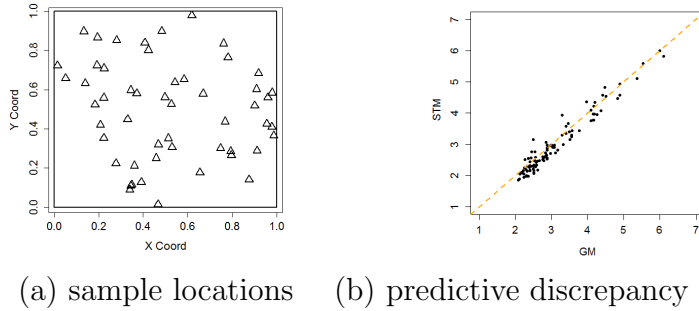 Y Coord
0.0 0.2 0.4 0.6 0.8 1.0
0.0 0.2 0.4 0.6 0.8 1.0
X Coord
STM
1 2 3 4 5 6 7
1 2 3 4 5 6 7
GM
(a) sample locations
(b) predictive discrepancy